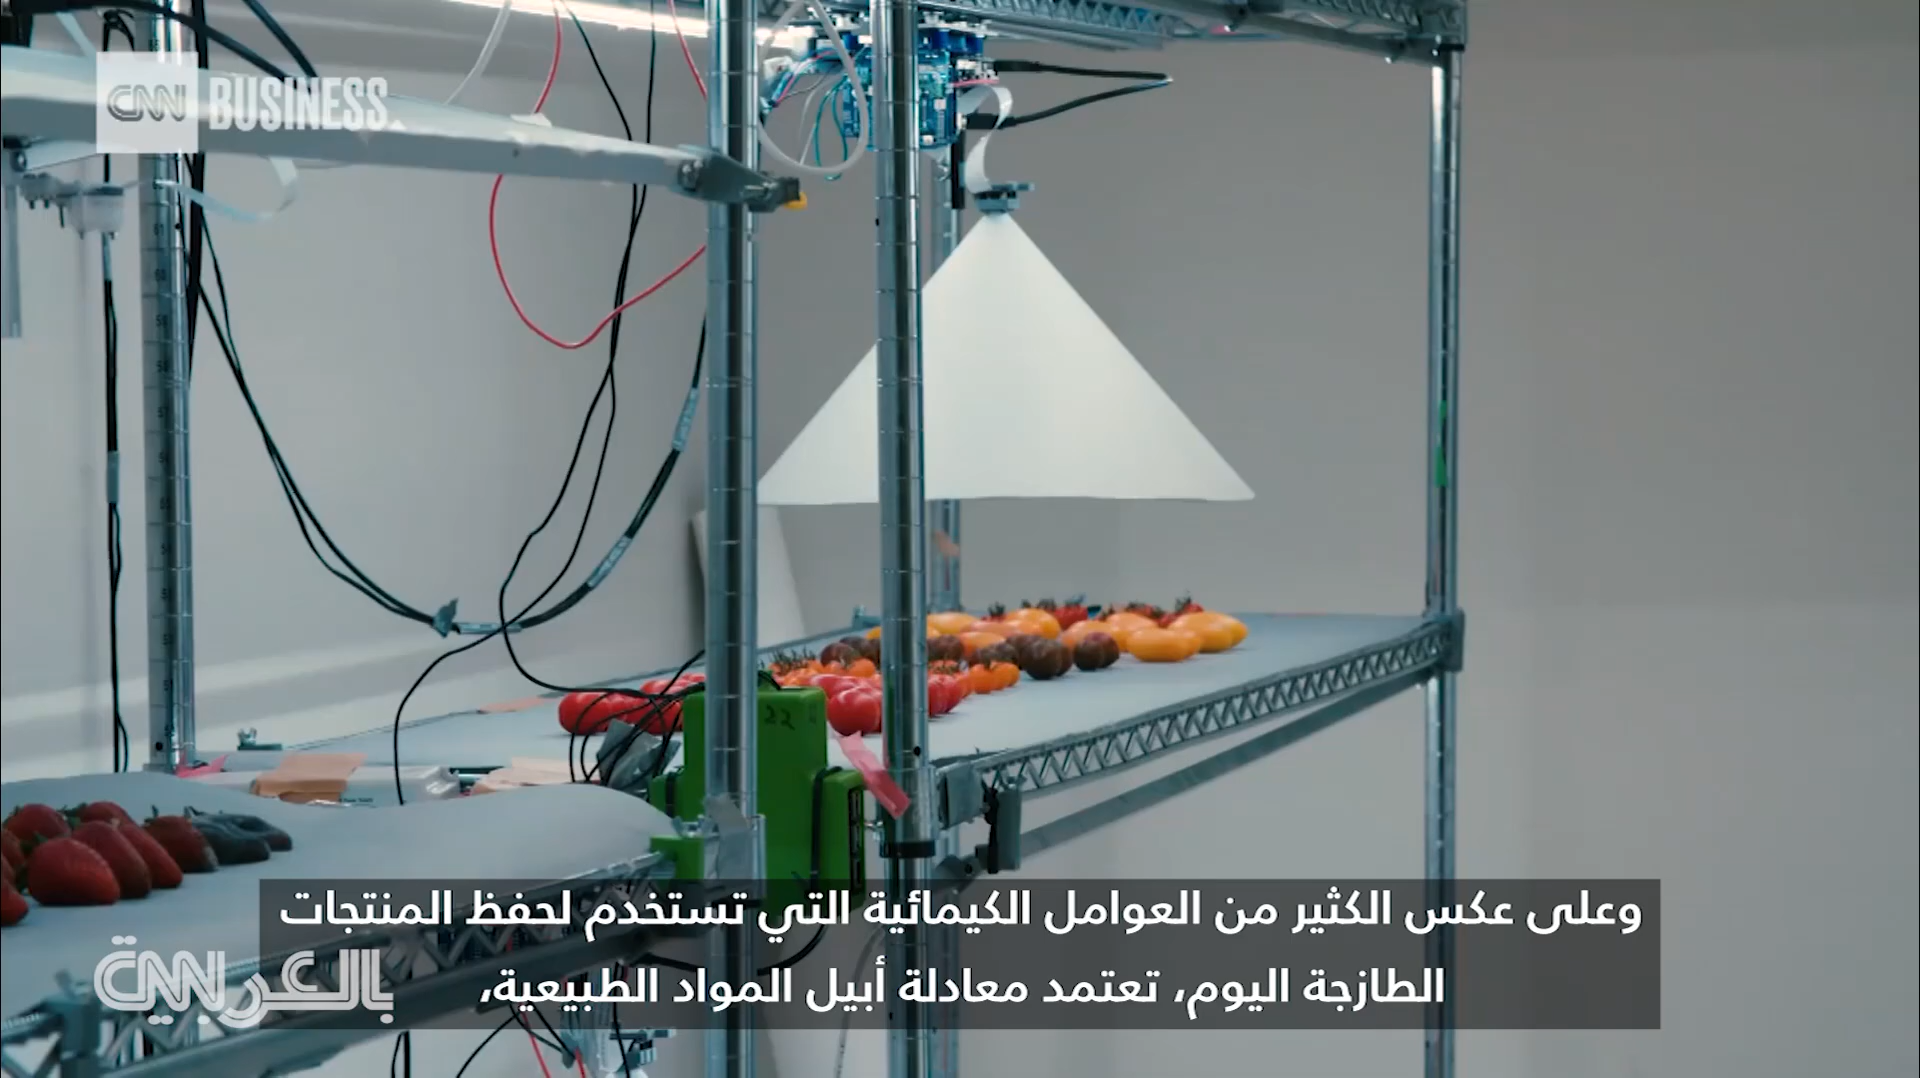 CNN BUSINESS
22
وعلى عكس الكثير من العوامل الكيمائية التي تستخدم لحفظ المنتجات
الطازجة اليوم، تعتمد معادلة أبيل المواد الطبيعية،
CNN بالعربية